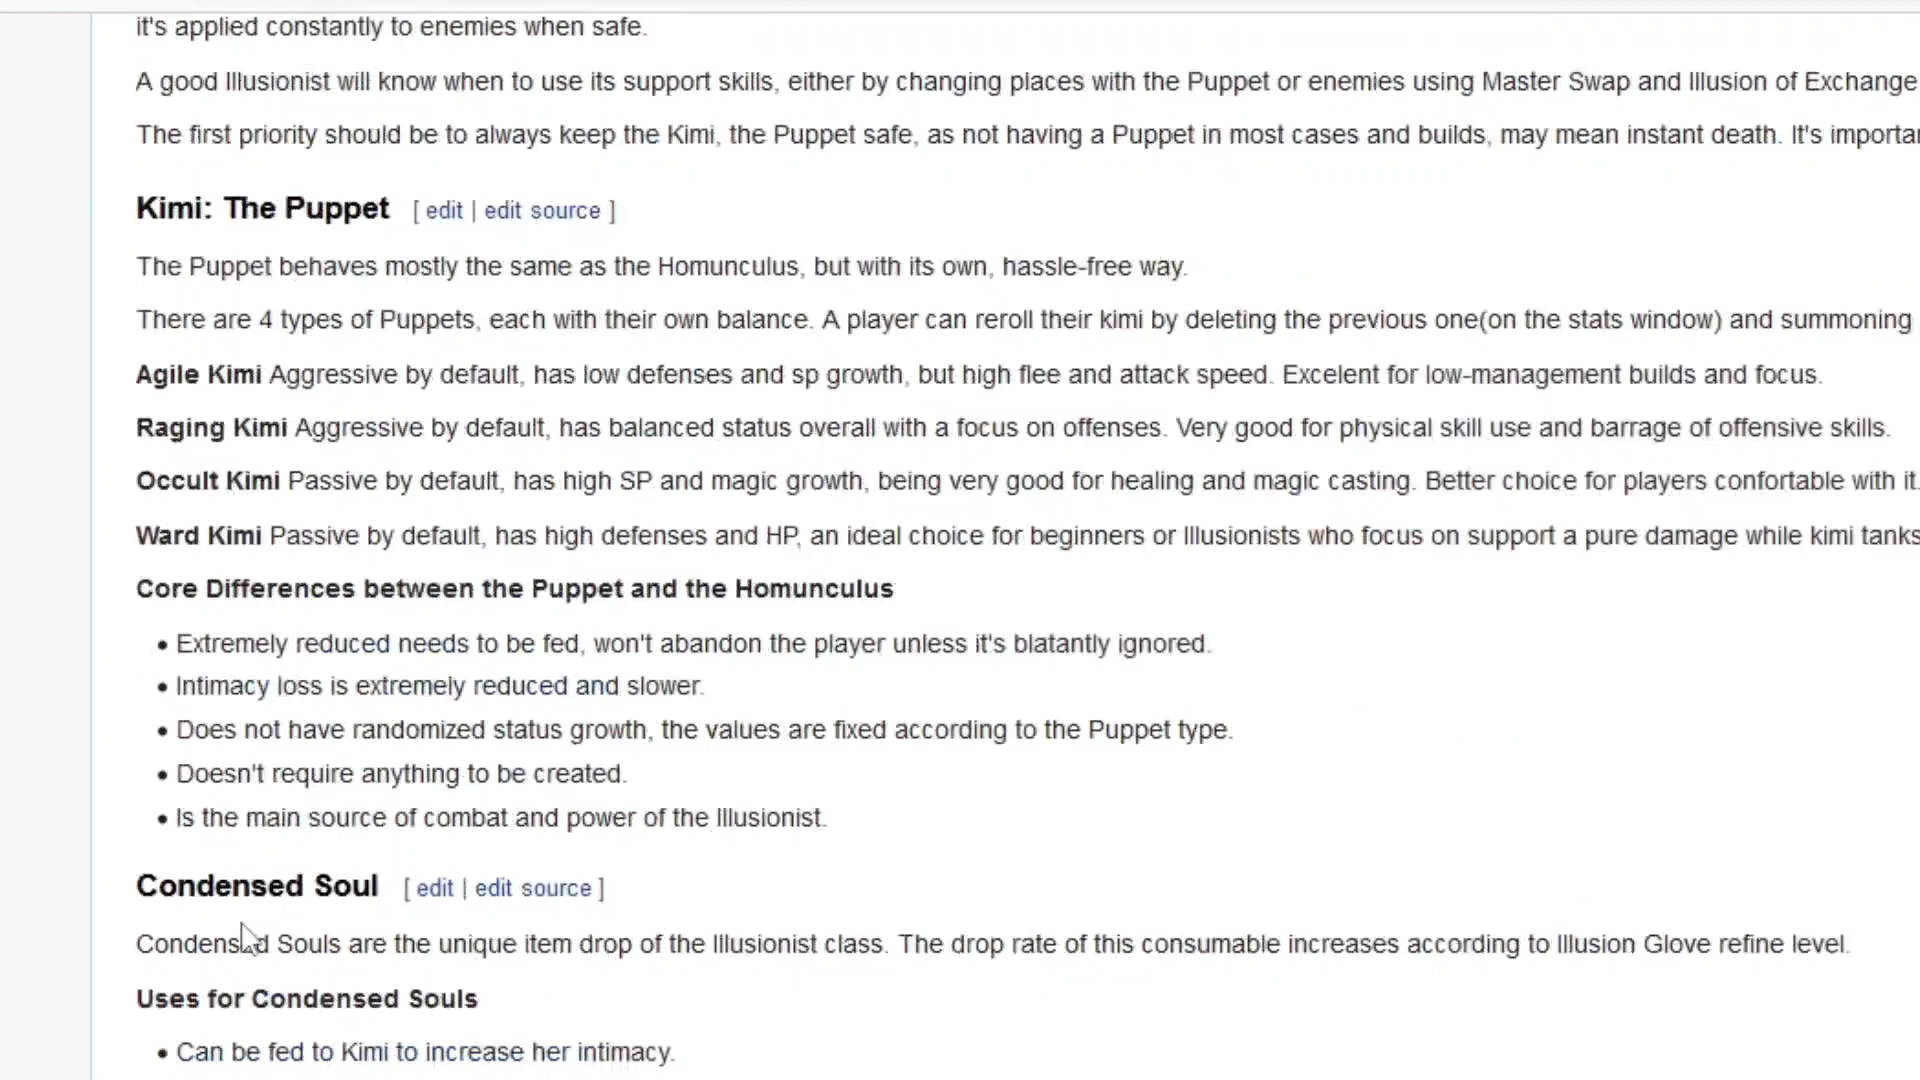 it's applied constantly to enemies when safe.
A good Illusionist will know when to use its support skills, either by changing places with the Puppet or enemies using Master Swap and Illusion of Exchange
The first priority should be to always keep the Kimi, the Puppet safe, as not having a Puppet in most cases and builds, may mean instant death. It's
Kimi: The Puppet [ edit | edit source ]
The Puppet behaves mostly the same as the Homunculus, but with its own, hassle-free way.
There are 4 types of Puppets, each with their own balance. A player can reroll their kimi by deleting the previous one(on the stats window) and summoning
Agile Kimi Aggressive by default, has low defenses and sp growth, but high flee and attack speed. Excelent for low-management builds and focus.
Raging Kimi Aggressive by default, has balanced status overall with a focus on offenses. Very good for physical skill use and barrage of offensive skills.
Occult Kimi Passive by default, has high SP and magic growth, being very good for healing and magic casting. Better choice for players confortable with it.
Ward Kimi Passive by default, has high defenses and HP, an ideal choice for beginners or Illusionists who focus on support a pure damage while kimi tanks
Core Differences between the Puppet and the Homunculus
• Extremely reduced needs to be fed, won't abandon the player unless it's blatantly ignored.
• Intimacy loss is extremely reduced and slower.
• Does not have randomized status growth, the values are fixed according to the Puppet type.
• Doesn't require anything to be created.
• Is the main source of combat and power of the Illusionist.
Condensed Soul [ edit | edit source ]
Condensed Souls are the unique item drop of the Illusionist class. The drop rate of this consumable increases according to Illusion Glove refine level.
Uses for Condensed Souls
• Can be fed to Kimi to increase her intimacy.